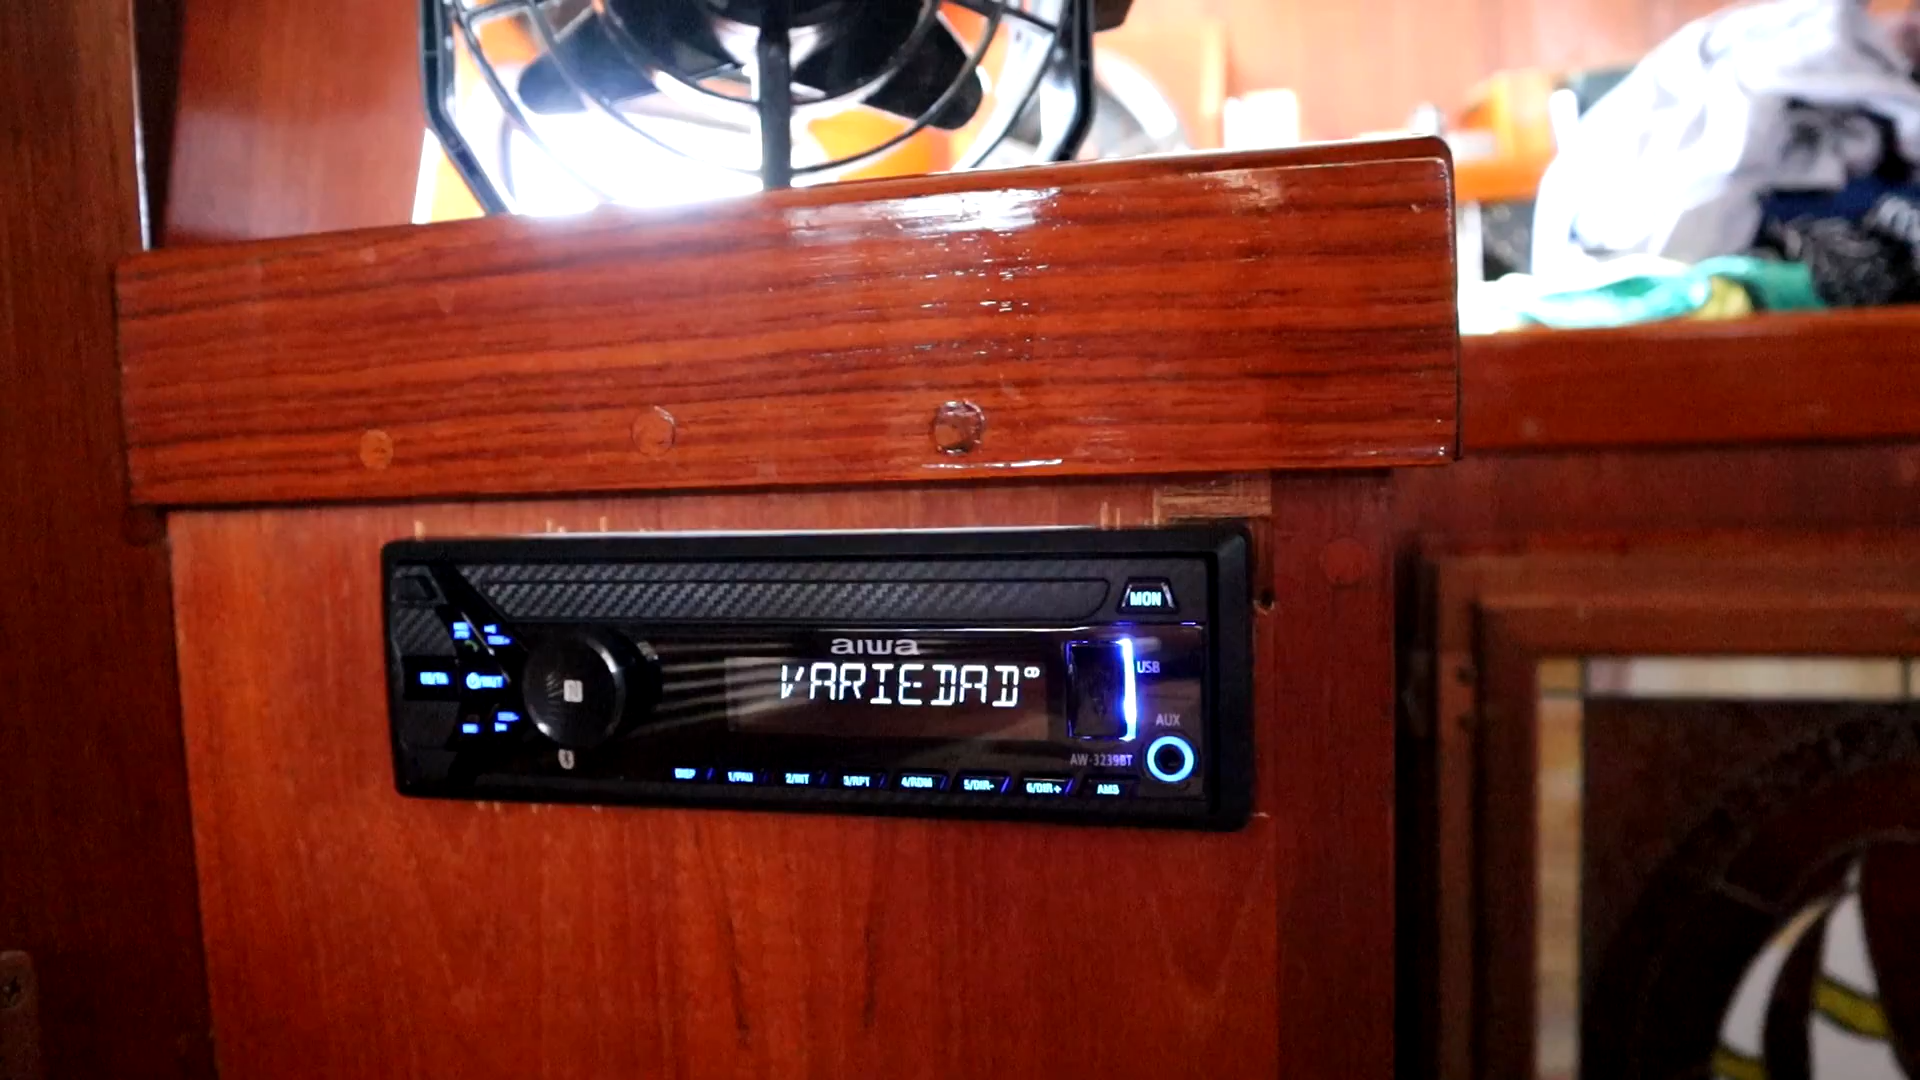 MON
aiwa
VARIEDAD
USB
AUX
AW-3239BT
DISP 1/PAU 2/INT 3/RPT 4/RDM 5/DIR- 6/DIR+ AMS